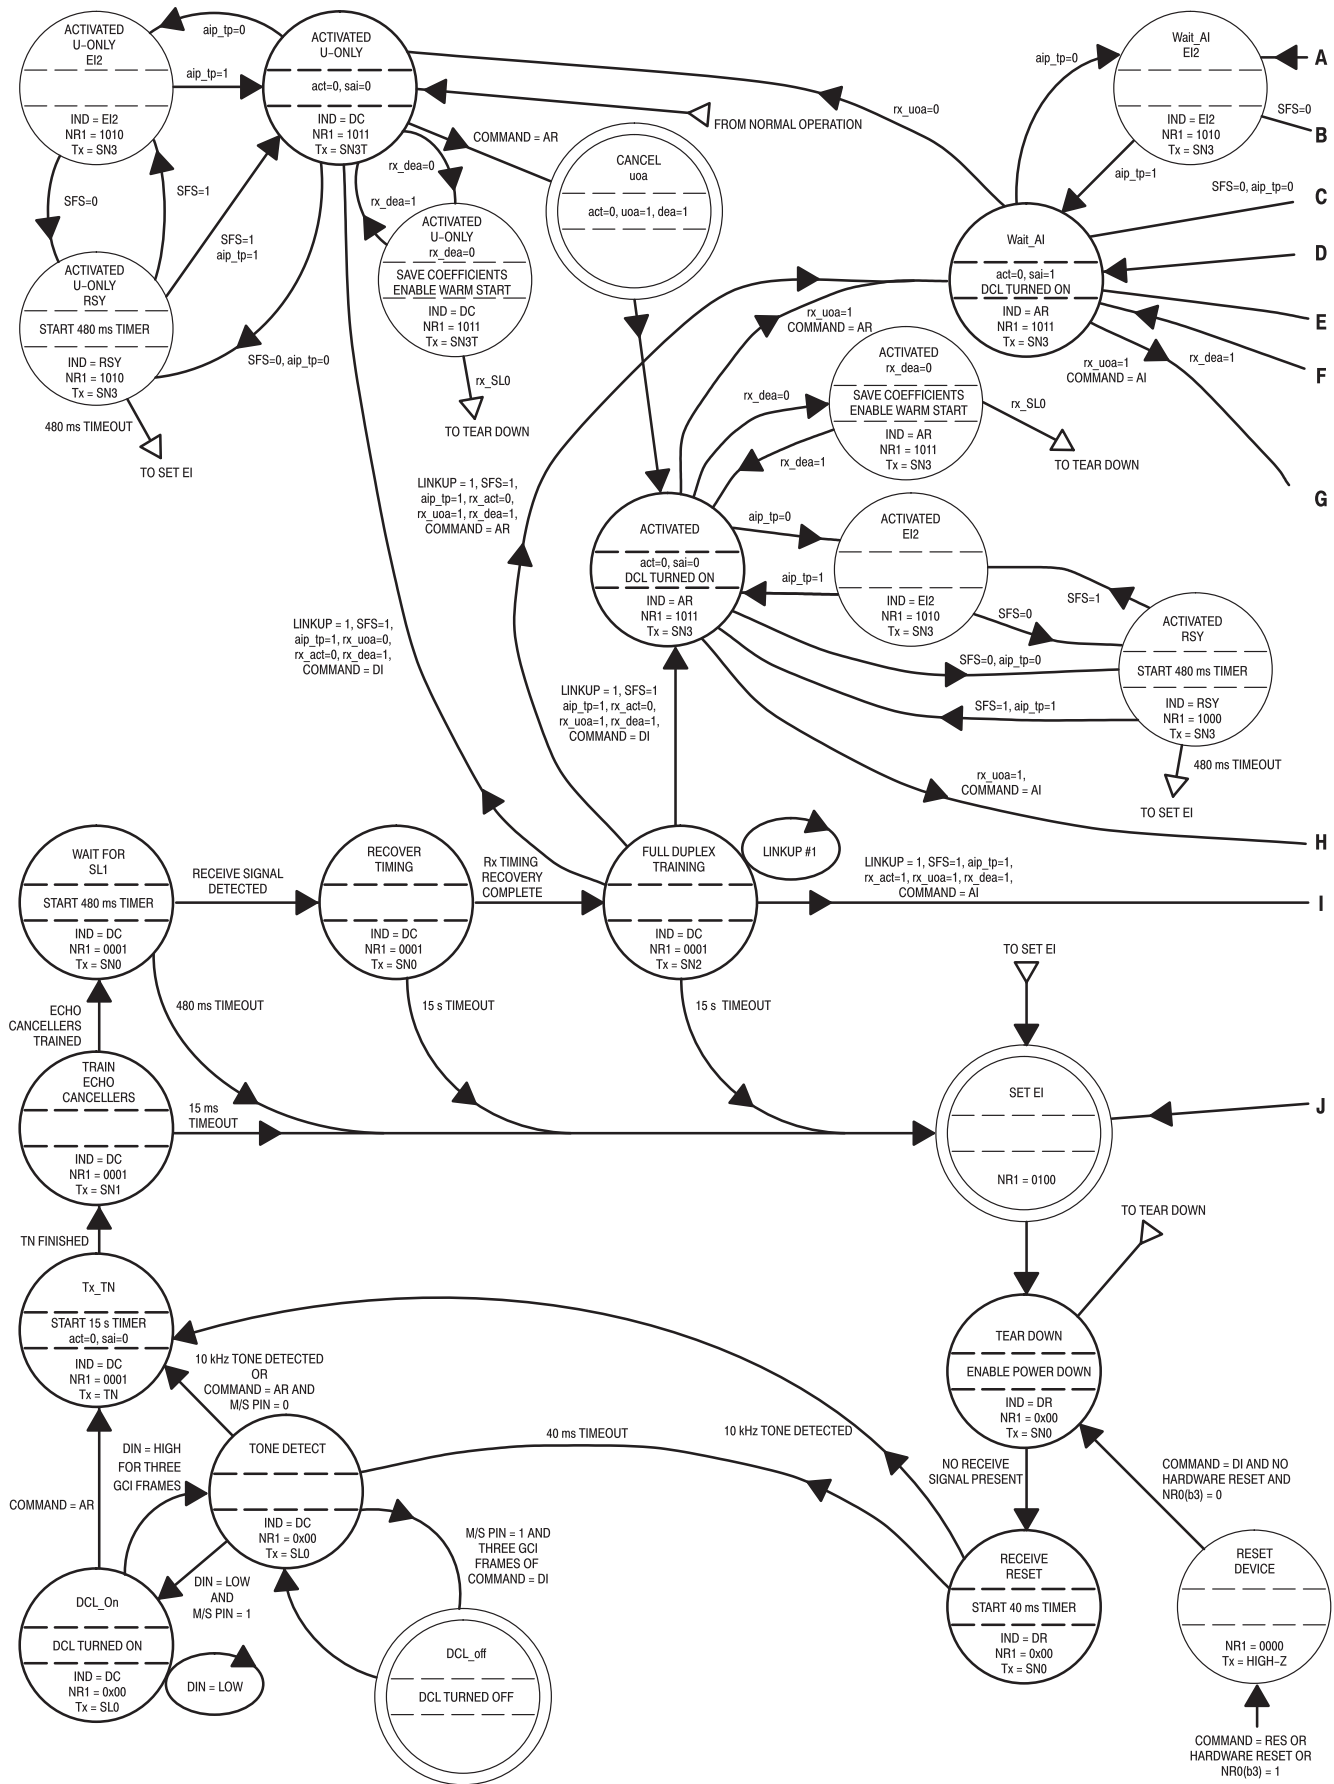 ACTIVATED
U-ONLY
EI2
IND = EI2
NR1 = 1010
Tx = SN3
aip_tp=0
aip_tp=1
ACTIVATED
U-ONLY
act=0, sai=0
IND = DC
NR1 = 1011
Tx = SN3T
FROM NORMAL OPERATION
COMMAND = AR
rx_uoa=0
aip_tp=0
Wait_AI
EI2
IND = EI2
NR1 = 1010
Tx = SN3
A
SFS=0
B
aip_tp=1
SFS=0, aip_tp=0
C
D
E
F
G
SFS=0
SFS=1
SFS=1
aip_tp=1
rx_dea=0
rx_dea=1
ACTIVATED
U-ONLY
rx_dea=0
SAVE COEFFICIENTS
ENABLE WARM START
IND = DC
NR1 = 1011
Tx = SN3T
CANCEL
uoa
act=0, uoa=1, dea=1
Wait_AI
act=0, sai=1
DCL TURNED ON
IND = AR
NR1 = 1011
Tx = SN3
rx_uoa=1
COMMAND = AI
rx_dea=1
ACTIVATED
U-ONLY
RSY
START 480 ms TIMER
IND = RSY
NR1 = 1010
Tx = SN3
SFS=0, aip_tp=0
480 ms TIMEOUT
TO SET EI
rx_SL0
TO TEAR DOWN
rx_uoa=1
COMMAND = AR
ACTIVATED
rx_dea=0
SAVE COEFFICIENTS
ENABLE WARM START
IND = AR
NR1 = 1011
Tx = SN3
rx_dea=0
rx_dea=1
rx_SL0
TO TEAR DOWN
LINKUP = 1, SFS=1,
aip_tp=1, rx_act=0,
rx_uoa=1, rx_dea=1,
COMMAND = AR
ACTIVATED
act=0, sai=0
DCL TURNED ON
IND = AR
NR1 = 1011
Tx = SN3
aip_tp=0
aip_tp=1
ACTIVATED
EI2
IND = EI2
NR1 = 1010
Tx = SN3
SFS=1
SFS=0
SFS=0, aip_tp=0
SFS=1, aip_tp=1
ACTIVATED
RSY
START 480 ms TIMER
IND = RSY
NR1 = 1000
Tx = SN3
480 ms TIMEOUT
TO SET EI
LINKUP = 1, SFS=1,
aip_tp=1, rx_uoa=0,
rx_act=0, rx_dea=1,
COMMAND = DI
LINKUP = 1, SFS=1
aip_tp=1, rx_act=0,
rx_uoa=1, rx_dea=1,
COMMAND = DI
rx_uoa=1,
COMMAND = AI
H
WAIT FOR
SL1
START 480 ms TIMER
IND = DC
NR1 = 0001
Tx = SN0
RECEIVE SIGNAL
DETECTED
RECOVER
TIMING
IND = DC
NR1 = 0001
Tx = SN0
Rx TIMING
RECOVERY
COMPLETE
FULL DUPLEX
TRAINING
IND = DC
NR1 = 0001
Tx = SN2
LINKUP #1
LINKUP = 1, SFS=1, aip_tp=1,
rx_act=1, rx_uoa=1, rx_dea=1,
COMMAND = AI
I
ECHO
CANCELLERS
TRAINED
480 ms TIMEOUT
15 s TIMEOUT
15 s TIMEOUT
TO SET EI
TRAIN
ECHO
CANCELLERS
IND = DC
NR1 = 0001
Tx = SN1
15 ms
TIMEOUT
SET EI
NR1 = 0100
J
TN FINISHED
TO TEAR DOWN
Tx_TN
START 15 s TIMER
act=0, sai=0
IND = DC
NR1 = 0001
Tx = TN
10 kHz TONE DETECTED
OR
COMMAND = AR AND
M/S PIN = 0
TEAR DOWN
ENABLE POWER DOWN
IND = DR
NR1 = 0x00
Tx = SN0
COMMAND = AR
DIN = HIGH
FOR THREE
GCI FRAMES
TONE DETECT
IND = DC
NR1 = 0x00
Tx = SL0
40 ms TIMEOUT
10 kHz TONE DETECTED
NO RECEIVE
SIGNAL PRESENT
COMMAND = DI AND NO
HARDWARE RESET AND
NR0(b3) = 0
M/S PIN = 1 AND
THREE GCI
FRAMES OF
COMMAND = DI
DIN = LOW
AND
M/S PIN = 1
DCL_On
DCL TURNED ON
IND = DC
NR1 = 0x00
Tx = SL0
DIN = LOW
DCL_off
DCL TURNED OFF
RECEIVE
RESET
START 40 ms TIMER
IND = DR
NR1 = 0x00
Tx = SN0
RESET
DEVICE
NR1 = 0000
Tx = HIGH-Z
COMMAND = RES OR
HARDWARE RESET OR
NR0(b3) = 1